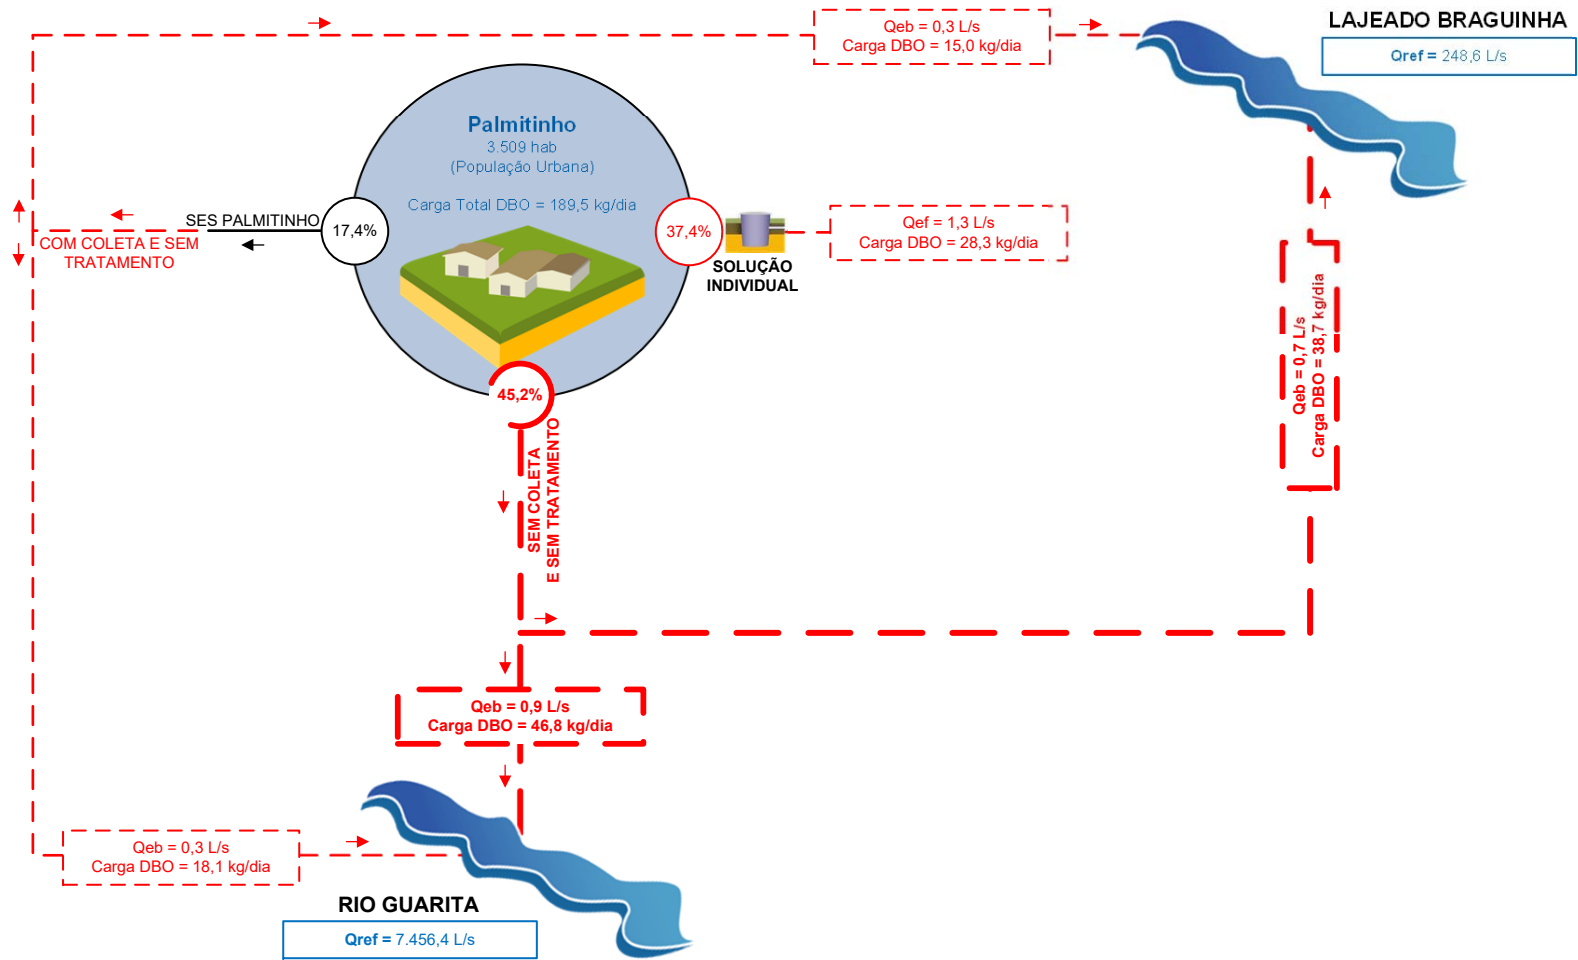 Qeb = 0,3 L/s
Carga DBO = 15,0 kg/dia
LAJEADO BRAGUINHA
Qref = 248,6 L/s
Palmitinho
3.509 hab
(População Urbana)
Carga Total DBO = 189,5 kg/dia
SES PALMITINHO
17,4%
COM COLETA E SEM
TRATAMENTO
37,4%
SOLUÇÃO
INDIVIDUAL
Qef = 1,3 L/s
Carga DBO = 28,3 kg/dia
Qeb = 0,7 L/s
Carga DBO = 38,7 kg/dia
45,2%
SEM COLETA
E SEM TRATAMENTO
Qeb = 0,9 L/s
Carga DBO = 46,8 kg/dia
Qeb = 0,3 L/s
Carga DBO = 18,1 kg/dia
RIO GUARITA
Qref = 7.456,4 L/s